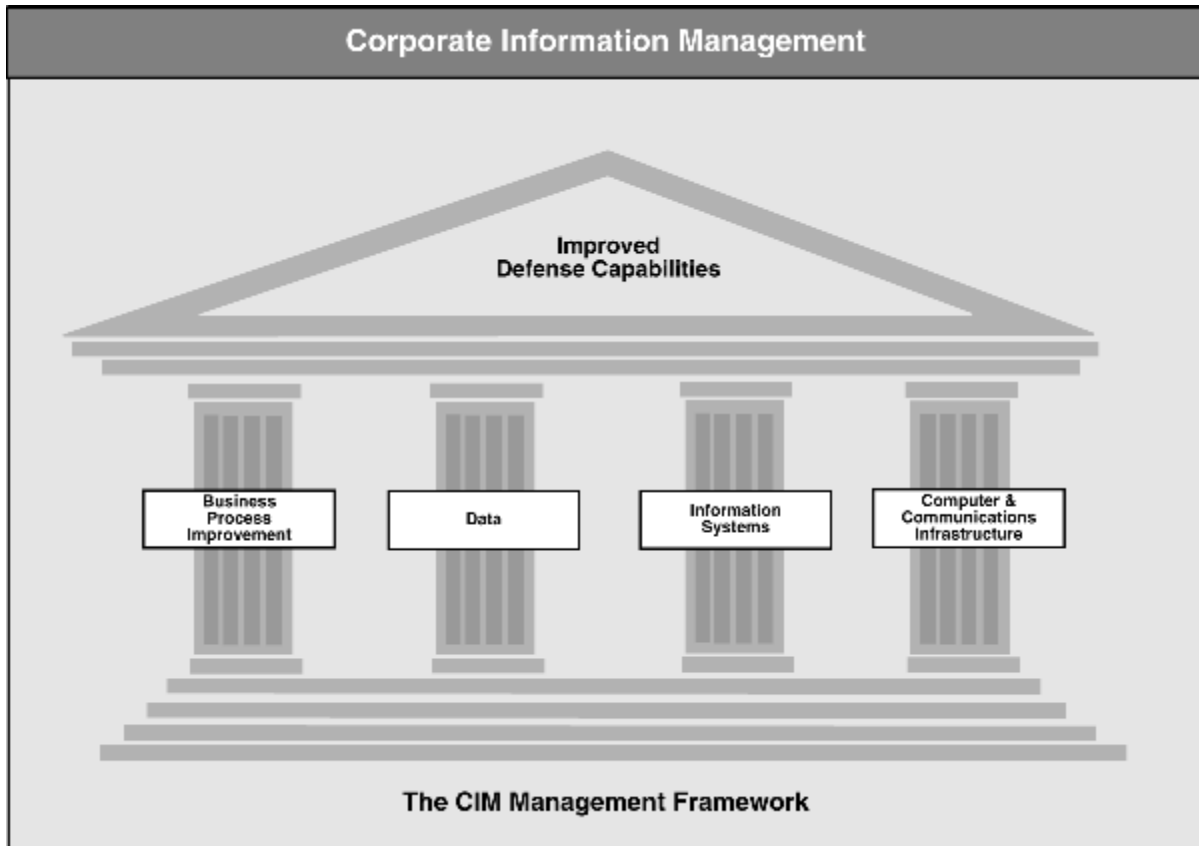 Corporate Information Management
Improved
Defense Capabilities
Business
Process
Improvement
Data
Information
Systems
Computer &
Communications
Infrastructure
The CIM Management Framework